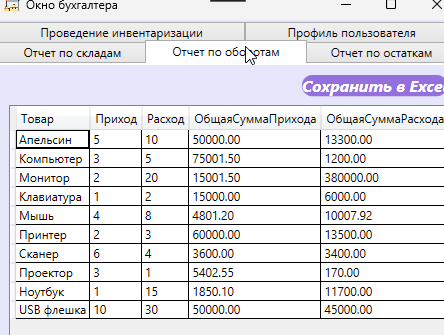 Окно бухгалтера
Проведение инвентаризации Профиль пользователя
Отчет по складам Отчет по оборотам Отчет по остаткам
Сохранить в Exce
Товар Приход Расход ОбщаяСуммаПрихода ОбщаяСуммаРасхода
Апельсин 5 10 50000.00 13300.00
Компьютер 3 5 75001.50 1200.00
Монитор 2 20 15001.50 380000.00
Клавиатура 1 2 15000.00 6000.00
Мышь 4 8 4801.20 10007.92
Принтер 2 3 60000.00 13500.00
Сканер 6 4 3600.00 3400.00
Проектор 3 1 5402.55 170.00
Ноутбук 1 15 1850.10 11700.00
USB флешка 10 30 50000.00 45000.00